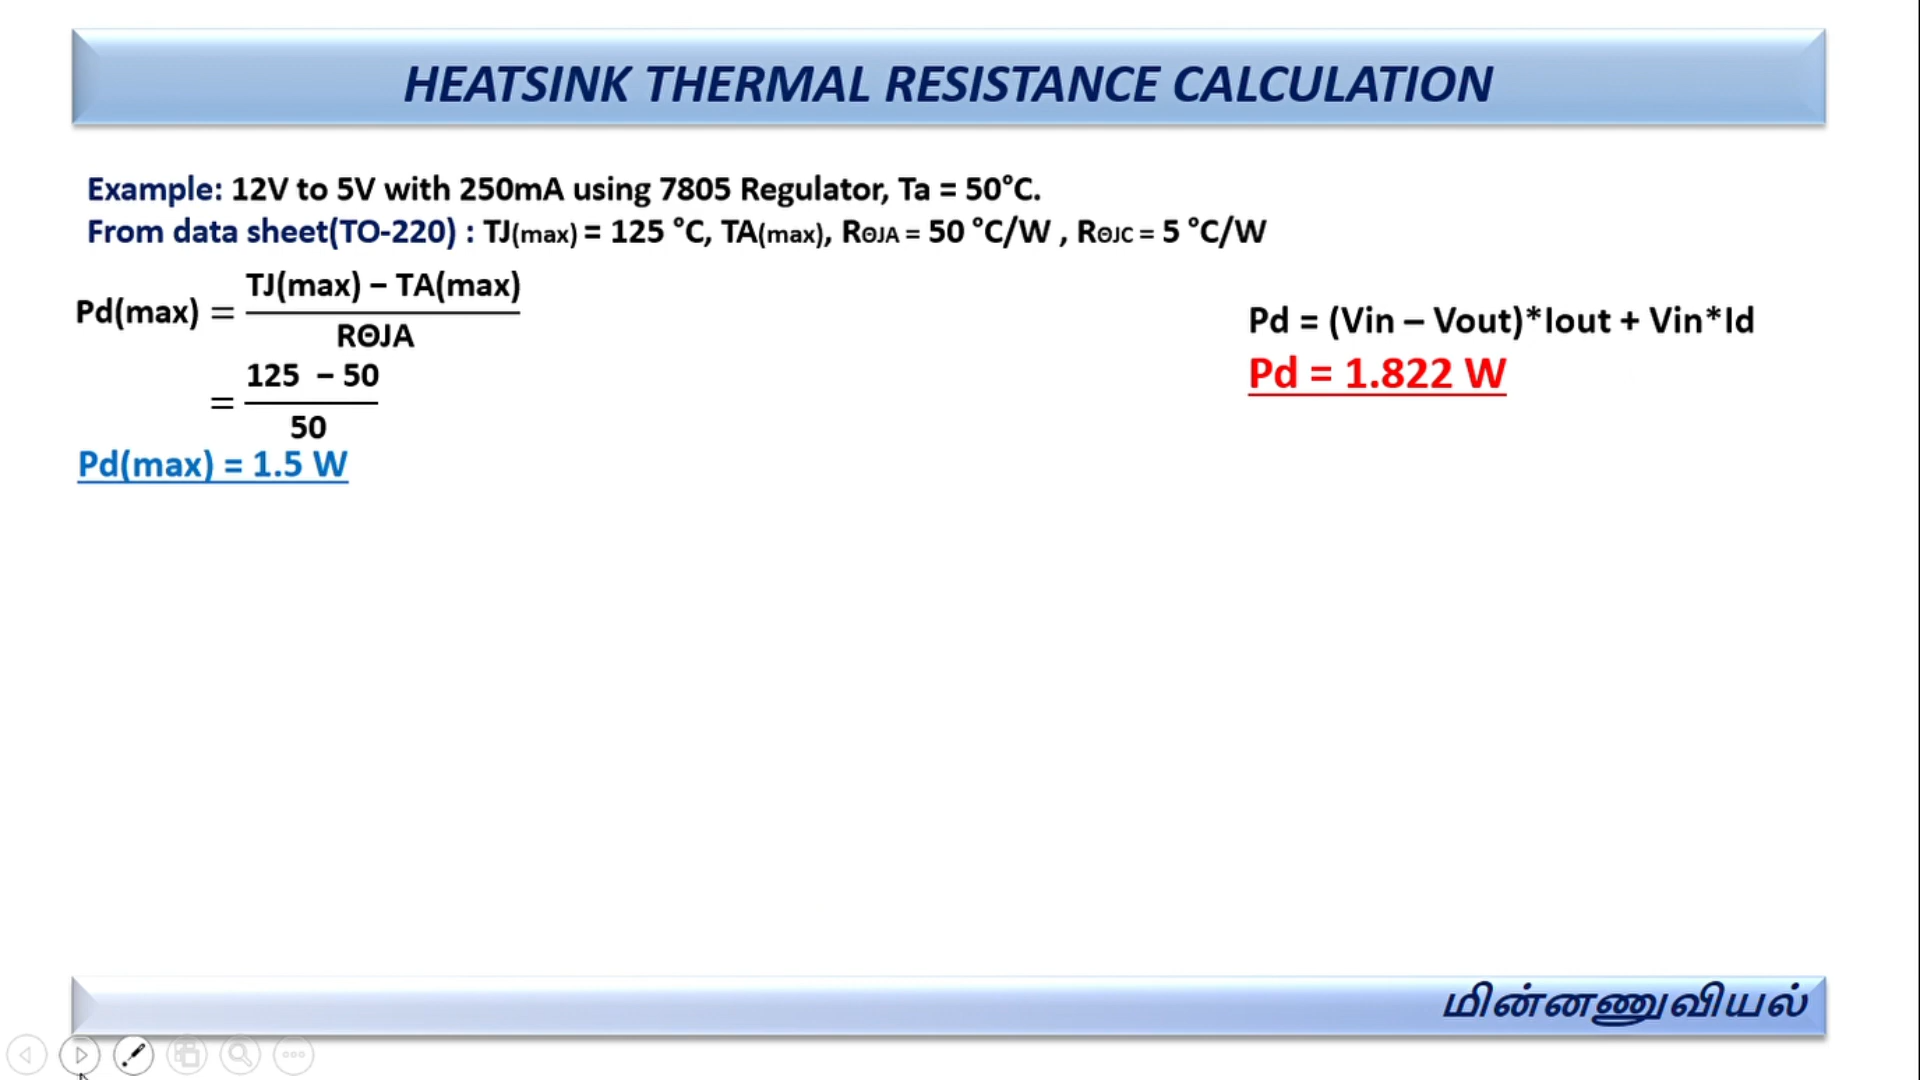 HEATSINK THERMAL RESISTANCE CALCULATION
Example: 12V to 5V with 250mA using 7805 Regulator, Ta = 50°C.
From data sheet(TO-220) : TJ(max) = 125 °C, TA(max), RΘJA = 50 °C/W , RΘJC = 5 °C/W
Pd(max) = TJ(max) – TA(max)
RΘJA
= 125 – 50
50
Pd(max) = 1.5 W
Pd = (Vin – Vout)*Iout + Vin*Id
Pd = 1.822 W
மின்னணுவியல்